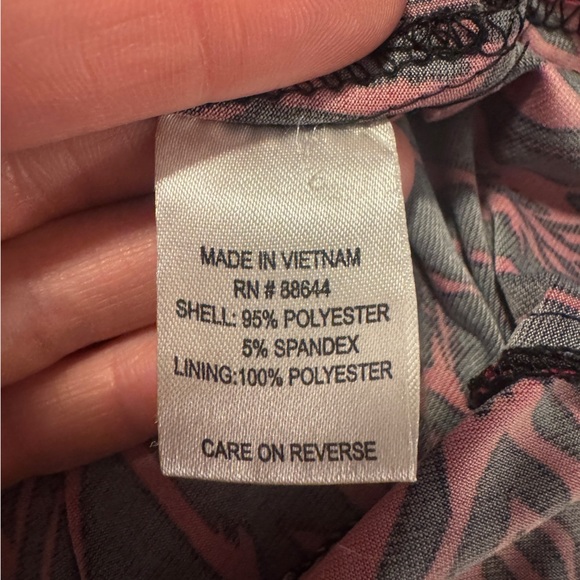 MADE IN VIETNAM
RN # 88644
SHELL: 95% POLYESTER
5% SPANDEX
LINING:100% POLYESTER
CARE ON REVERSE